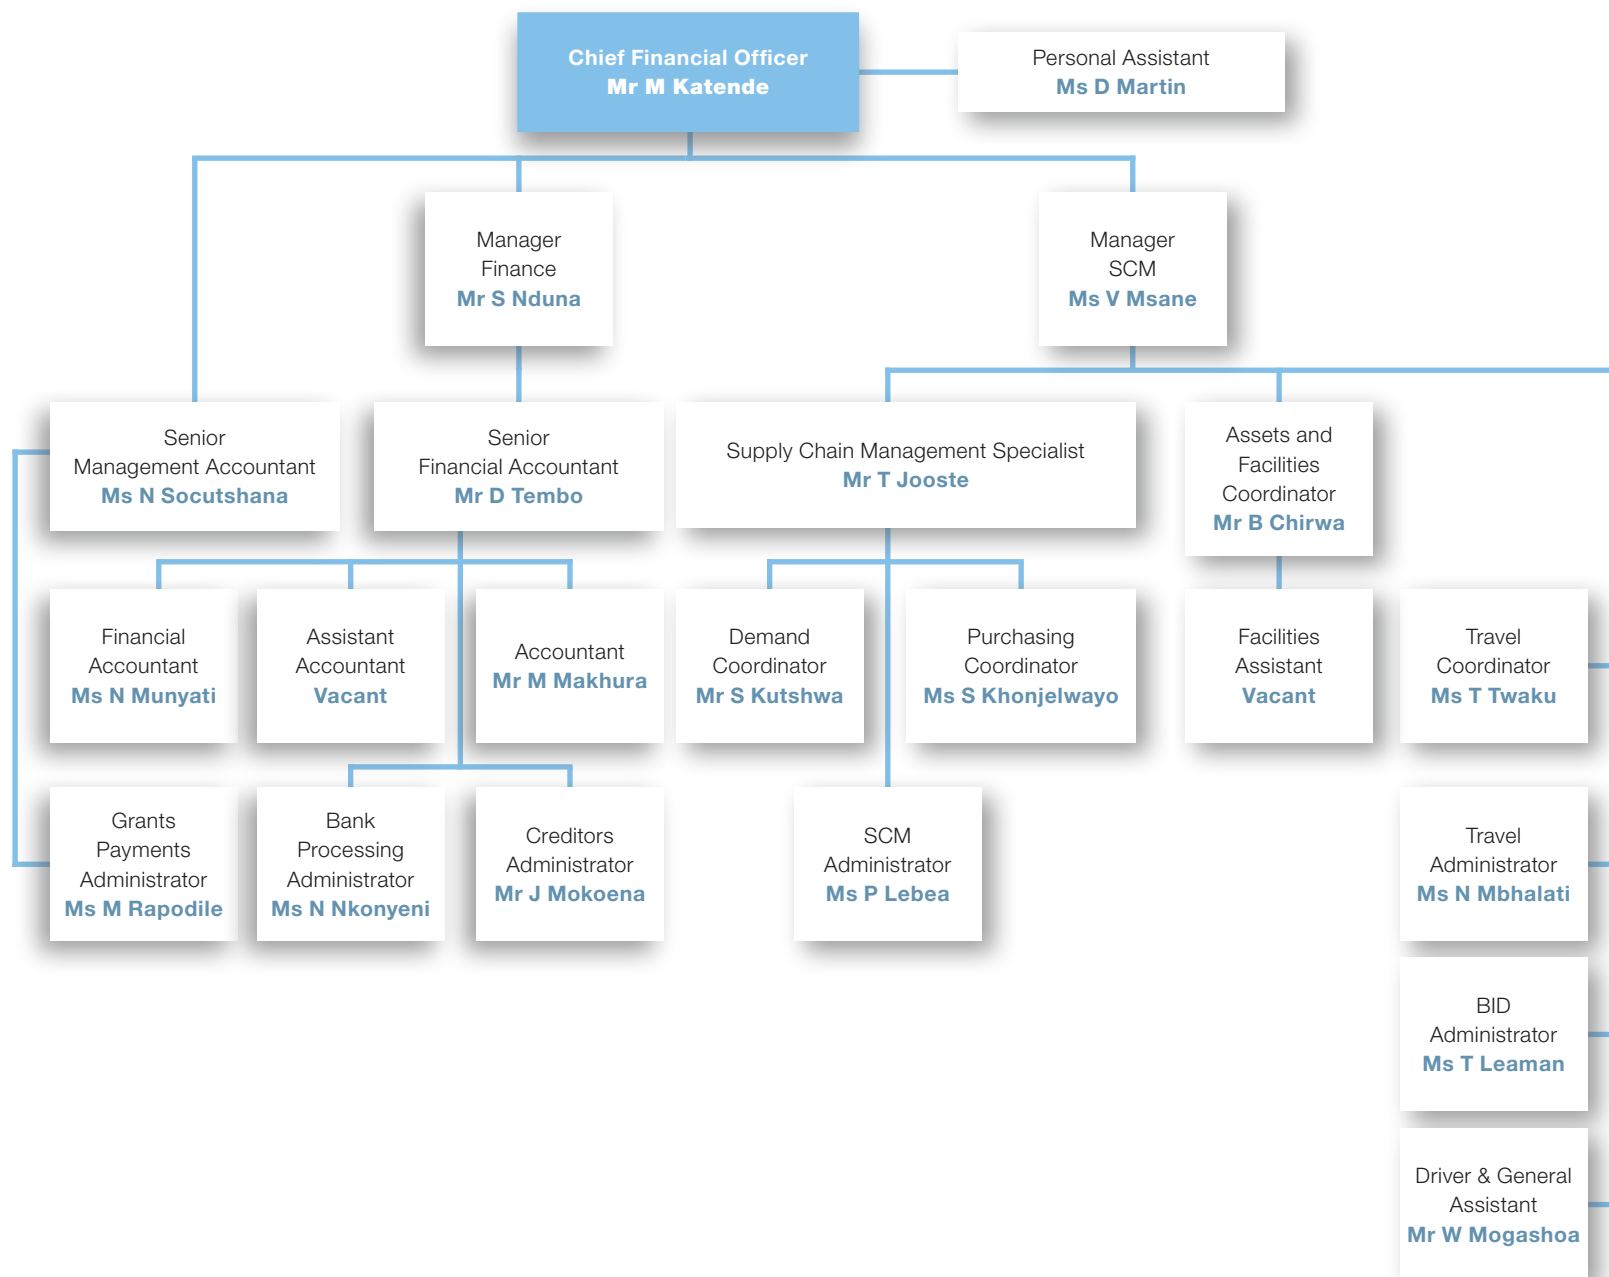 Chief Financial Officer
Mr M Katende
Personal Assistant
Ms D Martin
Manager
Finance
Mr S Nduna
Manager
SCM
Ms V Msane
Senior
Management Accountant
Ms N Socutshana
Senior
Financial Accountant
Mr D Tembo
Supply Chain Management Specialist
Mr T Jooste
Assets and
Facilities
Coordinator
Mr B Chirwa
Financial
Accountant
Ms N Munyati
Assistant
Accountant
Vacant
Accountant
Mr M Makhura
Demand
Coordinator
Mr S Kutshwa
Purchasing
Coordinator
Ms S Khonjelwayo
Facilities
Assistant
Vacant
Travel
Coordinator
Ms T Twaku
Grants
Payments
Administrator
Ms M Rapodile
Bank
Processing
Administrator
Ms N Nkonyeni
Creditors
Administrator
Mr J Mokoena
SCM
Administrator
Ms P Lebea
Travel
Administrator
Ms N Mbhalati
BID
Administrator
Ms T Leaman
Driver & General
Assistant
Mr W Mogashoa